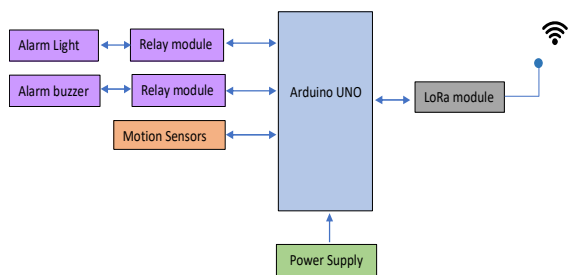 Alarm Light
Relay module
Alarm buzzer
Relay module
Motion Sensors
Arduino UNO
LoRa module
Power Supply